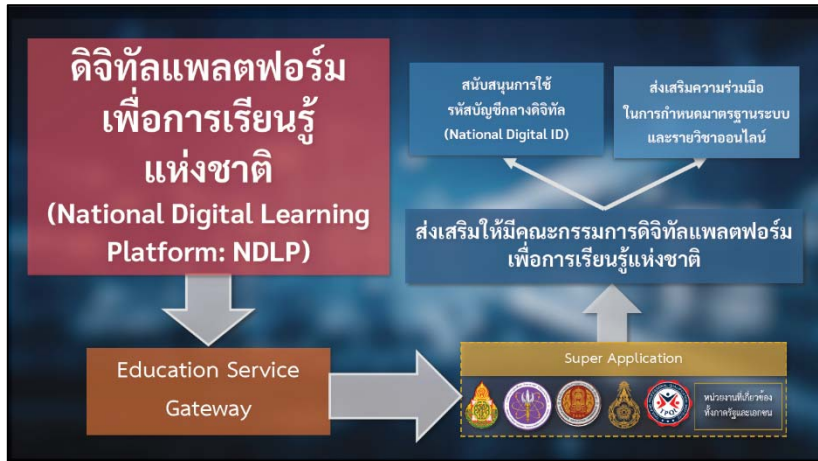 ดิจิทัลแพลตฟอร์ม
เพื่อการเรียนรู้
แห่งชาติ
(National Digital Learning
Platform: NDLP)
สนับสนุนการใช้
รหัสบัญชีกลางดิจิทัล
(National Digital ID)
ส่งเสริมความร่วมมือ
ในการกำหนดมาตรฐานระบบ
และรายวิชาออนไลน์
ส่งเสริมให้มีคณะกรรมการดิจิทัลแพลตฟอร์ม
เพื่อการเรียนรู้แห่งชาติ
Education Service
Gateway
Super Application
TPQI
หน่วยงานที่เกี่ยวข้อง
ทั้งภาครัฐและเอกชน